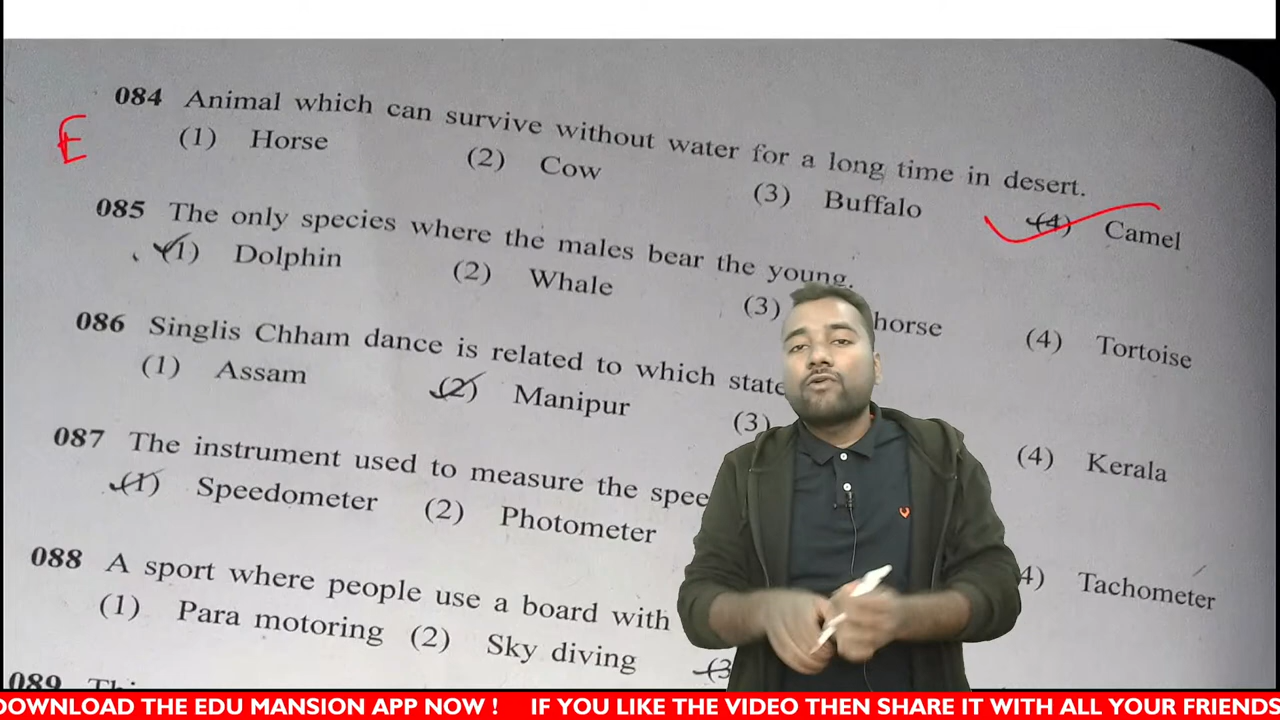 084 Animal which can survive without water for a long time in desert.
E
(1) Horse (2) Cow (3) Buffalo (4) Camel
085 The only species where the males bear the young.
(1) Dolphin (2) Whale (3) horse (4) Tortoise
086 Singlis Chham dance is related to which state
(1) Assam (2) Manipur (3) (4) Kerala
087 The instrument used to measure the
(1) Speedometer (2) Photometer 4) Tachometer
088 A sport where people use a board with
(1) Para motoring (2) Sky diving (3
089
OWNLOAD THE EDU MANSION APP NOW ! IF YOU LIKE THE VIDEO THEN SHARE IT WITH ALL YOUR FRIENDS